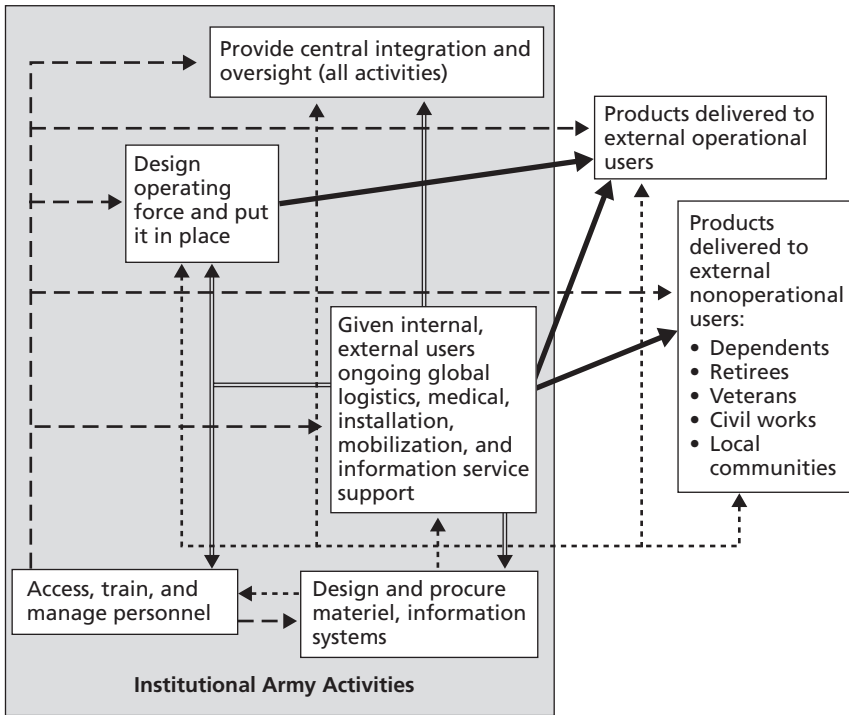 Provide central integration and
oversight (all activities)
Products delivered to
external operational
users
Design
operating
force and put
it in place
Products
delivered to
external
nonoperational
users:
• Dependents
• Retirees
• Veterans
• Civil works
• Local
communities
Given internal,
external users
ongoing global
logistics, medical,
installation,
mobilization, and
information service
support
Access, train, and
manage personnel
Design and procure
materiel, information
systems
Institutional Army Activities